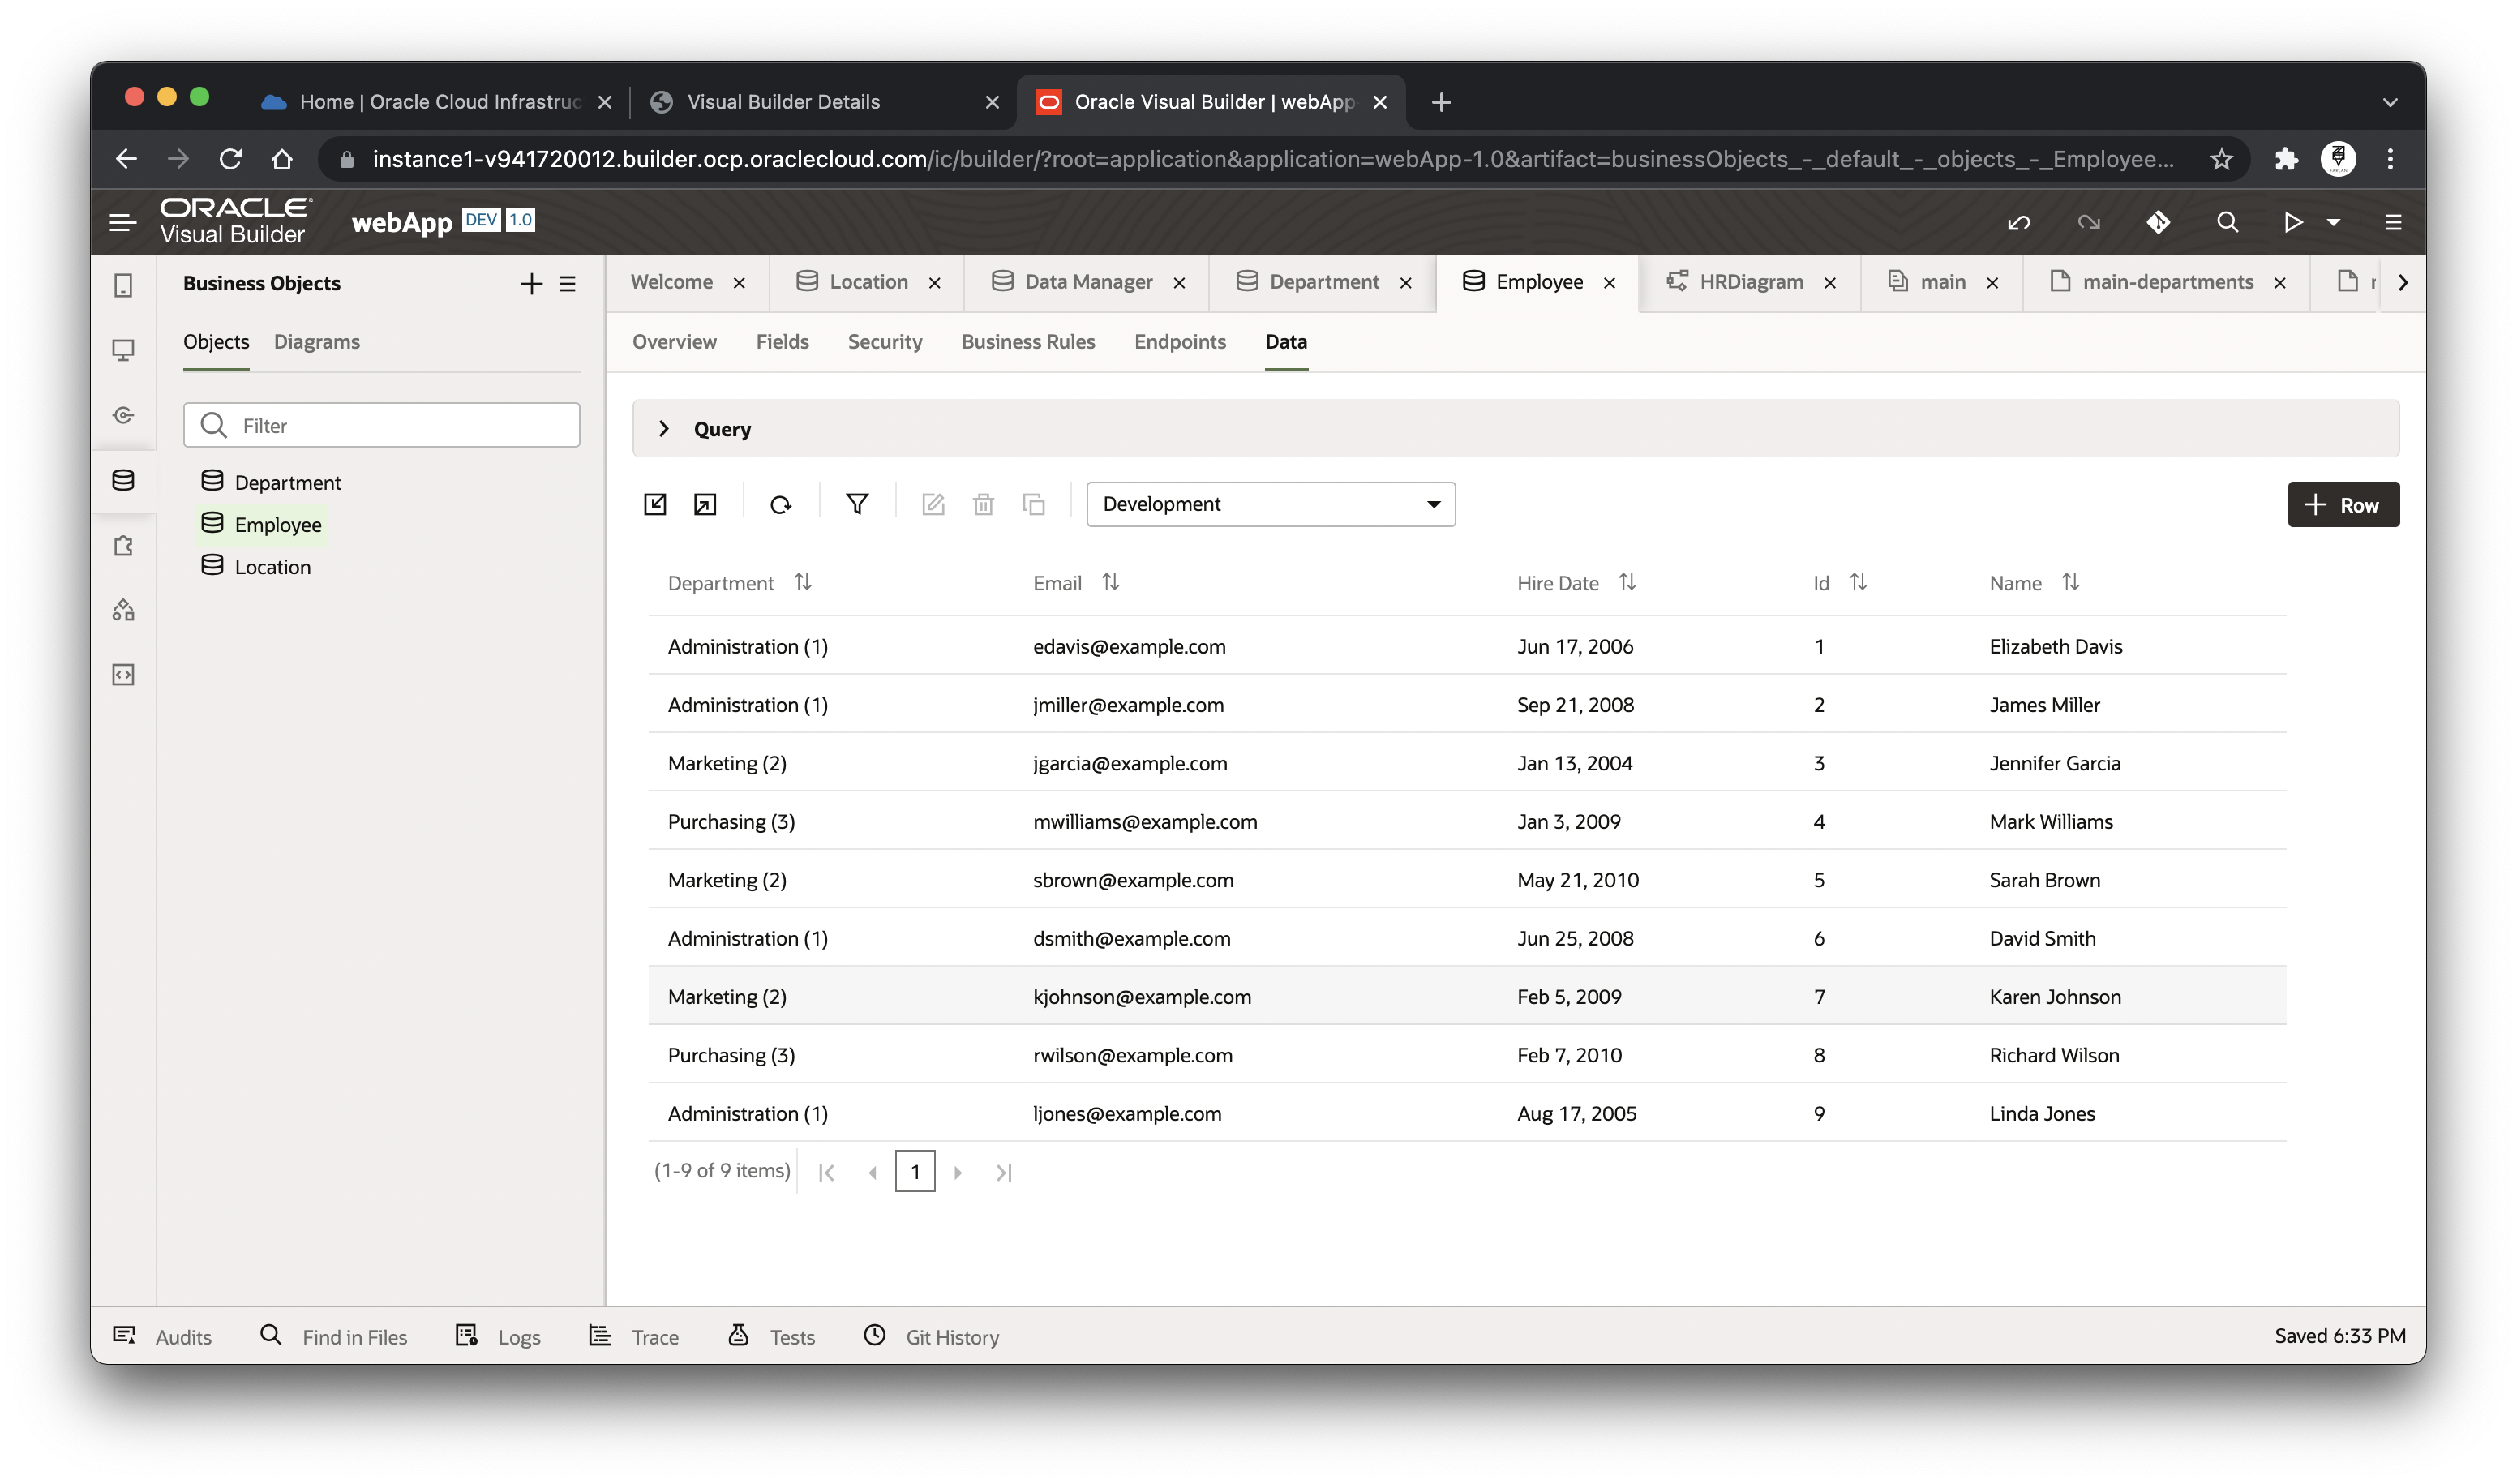 Home | Oracle Cloud Infrastruc
Visual Builder Details
Oracle Visual Builder | webApp-
instance1-v941720012.builder.ocp.oraclecloud.com/ic/builder/?root=application&application=webApp-1.0&artifact=businessObjects_-_default_-_objects_-_Employee...
ORACLE
Visual Builder
webApp DEV 1.0
Business Objects
Objects Diagrams
Filter
Department
Employee
Location
Welcome Location Data Manager Department Employee HRDiagram main main-departments
Overview Fields Security Business Rules Endpoints Data
Query
Development
Row
Department Email Hire Date Id Name
Administration (1) edavis@example.com Jun 17, 2006 1 Elizabeth Davis
Administration (1) jmiller@example.com Sep 21, 2008 2 James Miller
Marketing (2) jgarcia@example.com Jan 13, 2004 3 Jennifer Garcia
Purchasing (3) mwilliams@example.com Jan 3, 2009 4 Mark Williams
Marketing (2) sbrown@example.com May 21, 2010 5 Sarah Brown
Administration (1) dsmith@example.com Jun 25, 2008 6 David Smith
Marketing (2) kjohnson@example.com Feb 5, 2009 7 Karen Johnson
Purchasing (3) rwilson@example.com Feb 7, 2010 8 Richard Wilson
Administration (1) ljones@example.com Aug 17, 2005 9 Linda Jones
(1-9 of 9 items) 1
Audits Find in Files Logs Trace Tests Git History Saved 6:33 PM